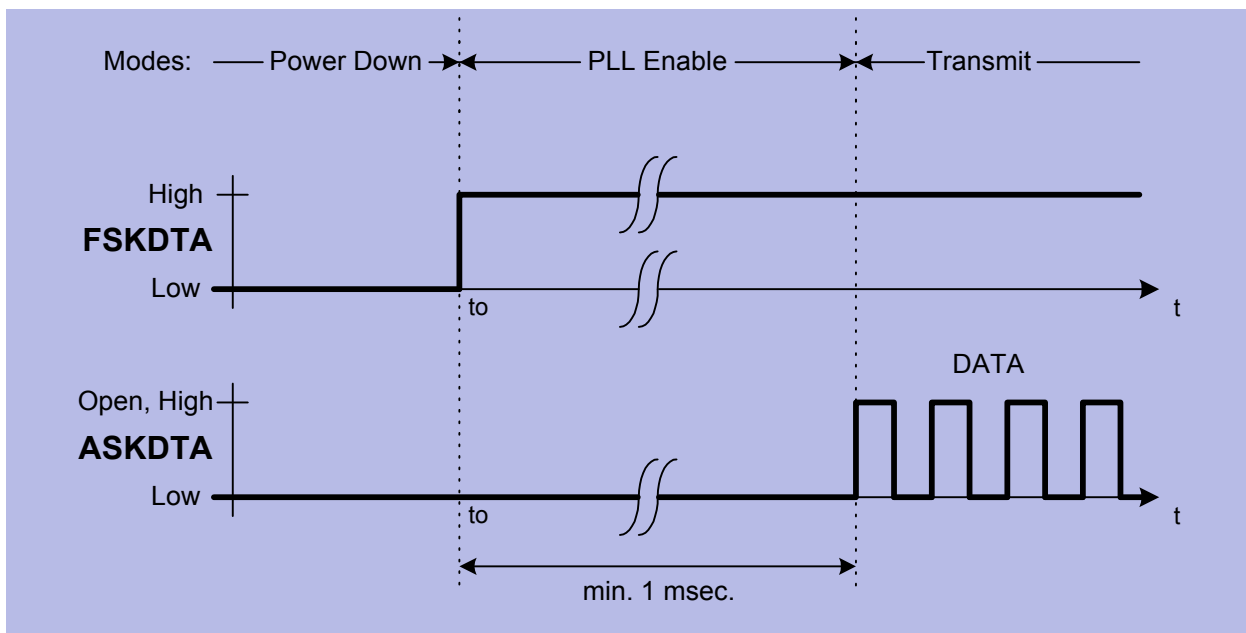 Modes: Power Down PLL Enable Transmit
High
FSKDTA
Low
to
t
DATA
Open, High
ASKDTA
Low
to
t
min. 1 msec.